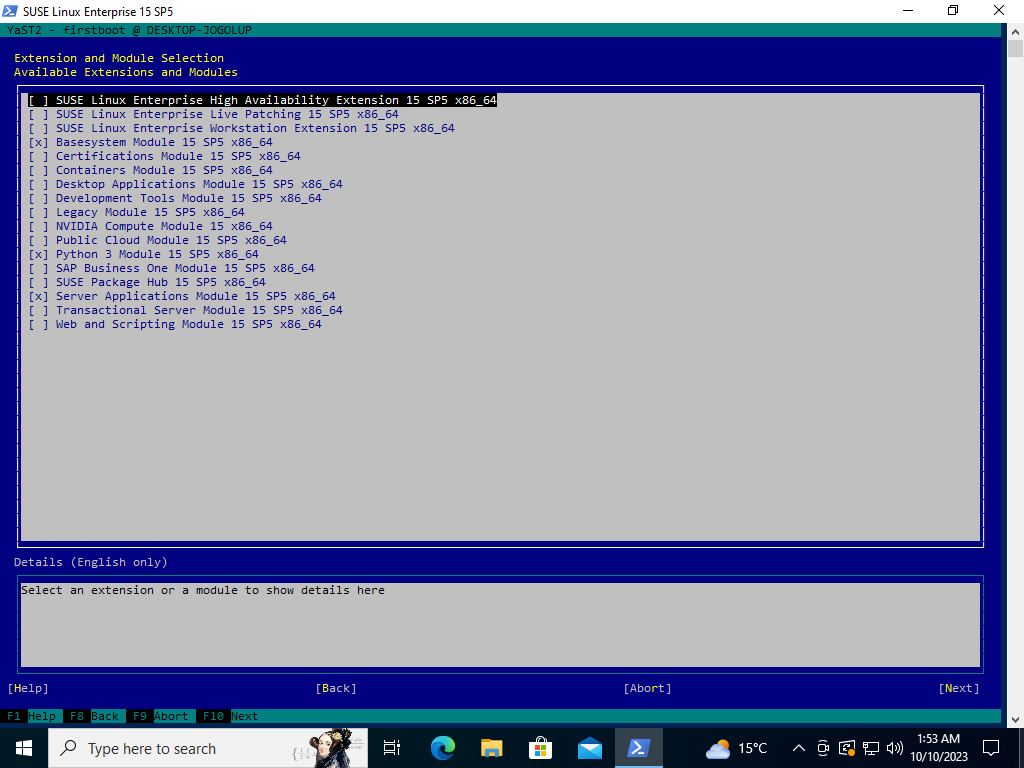 SUSE Linux Enterprise 15 SP5
YaST2 - firstboot @ DESKTOP-JOGOLUP
Extension and Module Selection
Available Extensions and Modules
[ ] SUSE Linux Enterprise High Availability Extension 15 SP5 x86_64
[ ] SUSE Linux Enterprise Live Patching 15 SP5 x86_64
[ ] SUSE Linux Enterprise Workstation Extension 15 SP5 x86_64
[x] Basesystem Module 15 SP5 x86_64
[ ] Certifications Module 15 SP5 x86_64
[ ] Containers Module 15 SP5 x86_64
[ ] Desktop Applications Module 15 SP5 x86_64
[ ] Development Tools Module 15 SP5 x86_64
[ ] Legacy Module 15 SP5 x86_64
[ ] NVIDIA Compute Module 15 SP5 x86_64
[ ] Public Cloud Module 15 SP5 x86_64
[x] Python 3 Module 15 SP5 x86_64
[ ] SAP Business One Module 15 SP5 x86_64
[ ] SUSE Package Hub 15 SP5 x86_64
[x] Server Applications Module 15 SP5 x86_64
[ ] Transactional Server Module 15 SP5 x86_64
[ ] Web and Scripting Module 15 SP5 x86_64
Details (English only)
Select an extension or a module to show details here
[Help] [Back] [Abort] [Next]
F1 Help F8 Back F9 Abort F10 Next
Type here to search
15°C
1:53 AM
10/10/2023